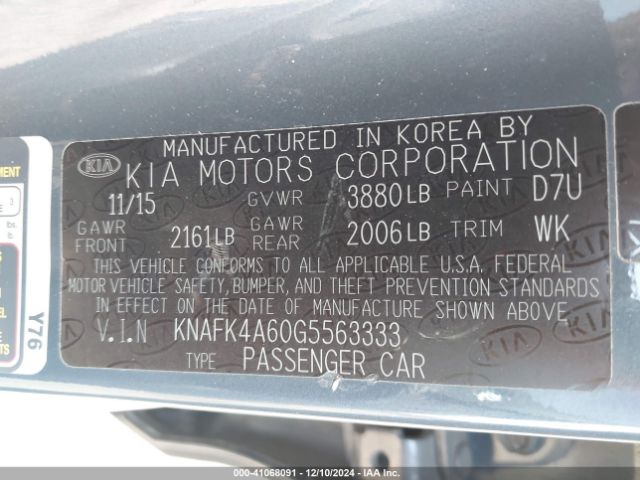 MANUFACTURED IN KOREA BY
KIA KIA MOTORS CORPORATION
11/15 GVWR 3880LB PAINT D7U
GAWR FRONT 2161LB GAWR REAR 2006LB TRIM WK
THIS VEHICLE CONFORMS TO ALL APPLICABLE U.S.A. FEDERAL
MOTOR VEHICLE SAFETY, BUMPER, AND THEFT PREVENTION STANDARDS
IN EFFECT ON THE DATE OF MANUFACTURE SHOWN ABOVE.
V.I.N KNAFK4A60G5563333
TYPE PASSENGER CAR
Y76
lbs.
000-41068091 - 12/10/2024 - IAA Inc.